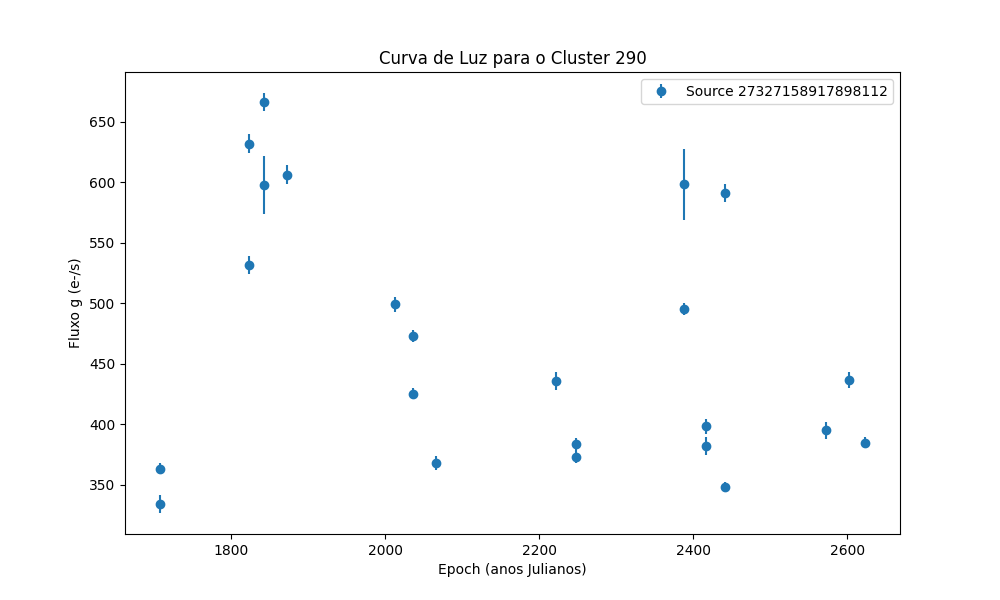 Curva de Luz para o Cluster 290
Source 27327158917898112
650
600
550
500
450
400
350
Fluxo g (e-/s)
1800 2000 2200 2400 2600
Epoch (anos Julianos)